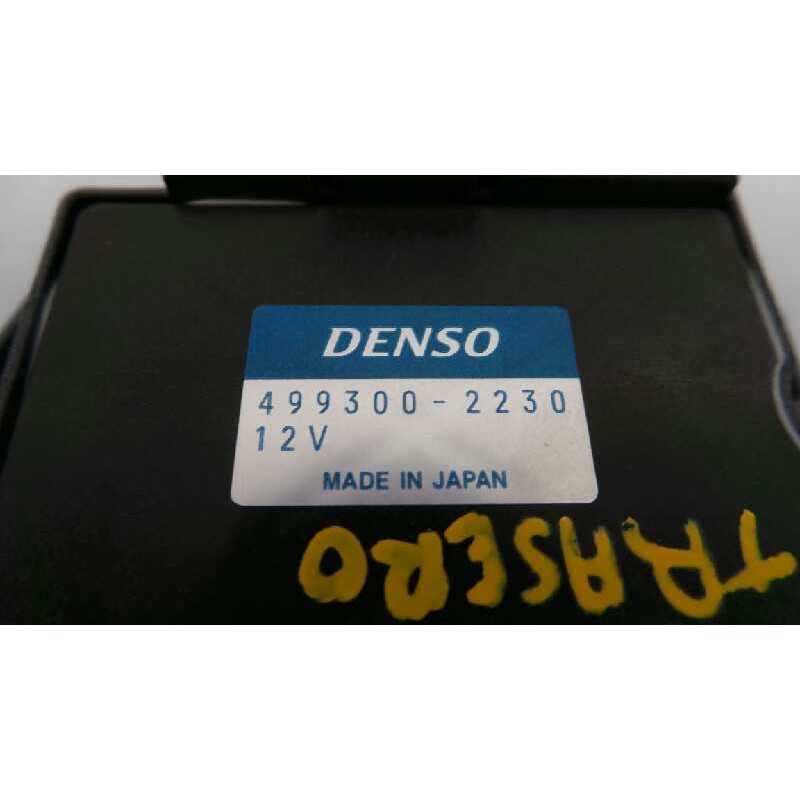 DENSO
499300-2230
12V
MADE IN JAPAN
TRASERO